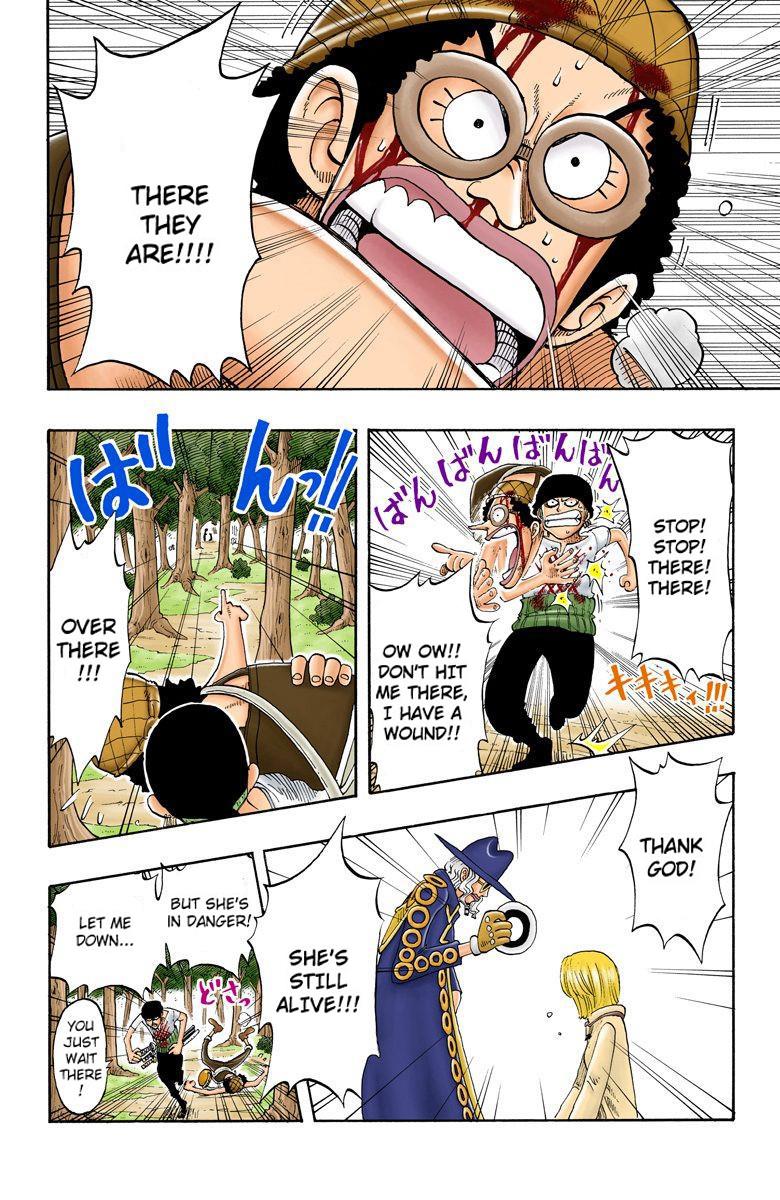 THERE
THEY
ARE!!!!
ばんばんばんばん
STOP!
STOP!
THERE!
THERE!
OW OW!!
DON'T HIT
ME THERE,
I HAVE A
WOUND!!
キキキィ!!!
ばんっ!!
OVER
THERE
!!!
THANK
GOD!
SHE'S
STILL
ALIVE!!!
BUT SHE'S
IN DANGER!
LET ME
DOWN...
どさっ
YOU
JUST
WAIT
THERE
!